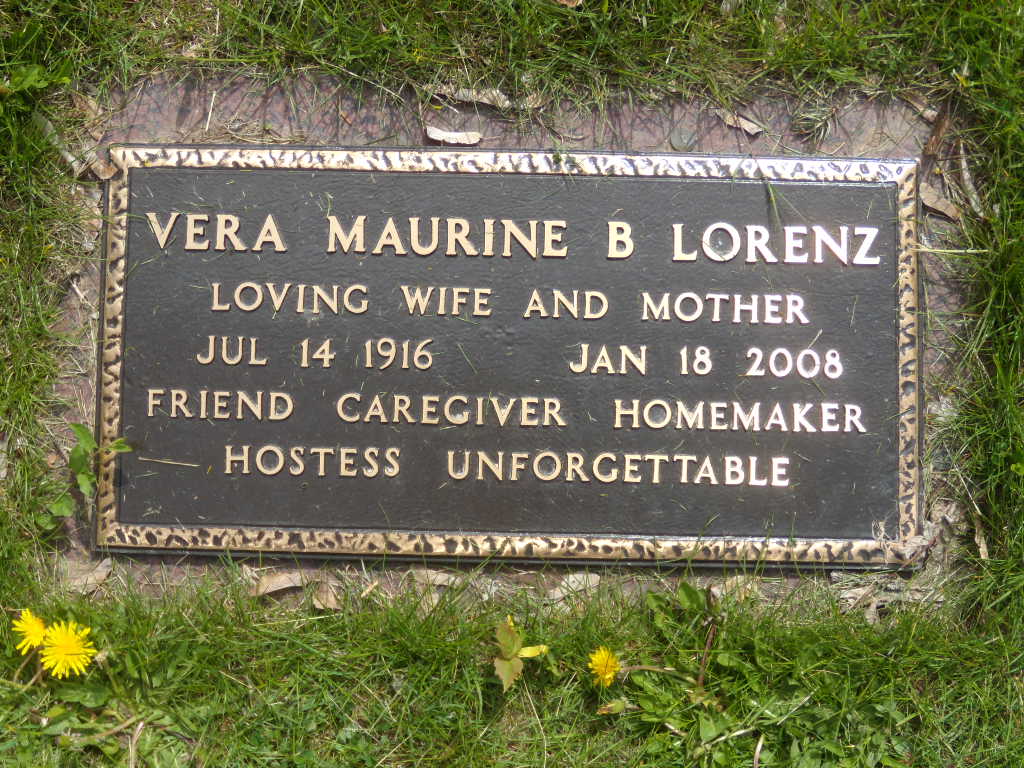 VERA MAURINE B LORENZ
LOVING WIFE AND MOTHER
JUL 14 1916 JAN 18 2008
FRIEND CAREGIVER HOMEMAKER
HOSTESS UNFORGETTABLE